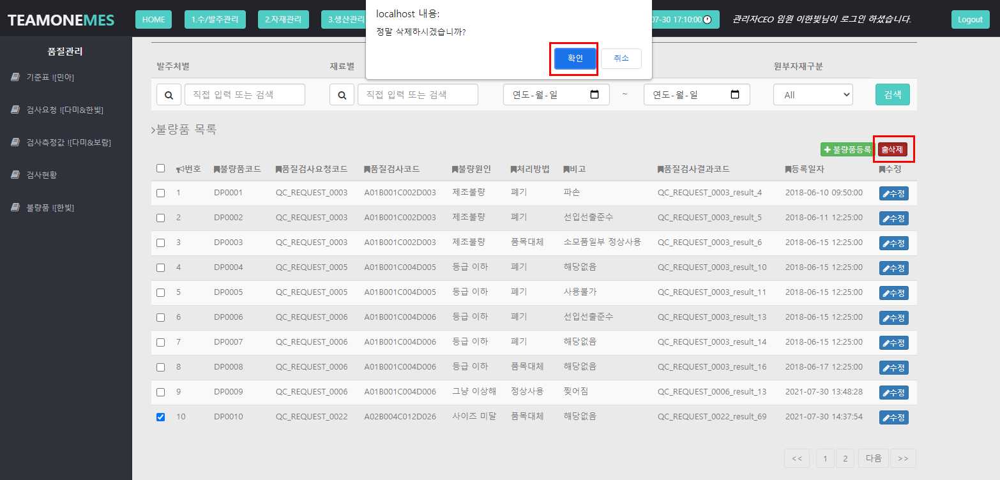 TEAMONEMES HOME 1.수/발주관리 2.자재관리 3.생산관리 07-30 17:10:00 관리자CEO 임원 이한빛님이 로그인 하셨습니다. Logout
localhost 내용:
정말 삭제하시겠습니까?
확인 취소
품질관리
기준표 ![민아]
검사요청 ![다미&한빛]
검사측정값 ![다미&보람]
검사현황
불량품 ![한빛]
발주처별 재료별 원부자재구분
직접 입력 또는 검색 직접 입력 또는 검색 연도-월-일 ~ 연도-월-일 All 검색
>불량품 목록
불량품등록 삭제
번호 불량품코드 품질검사요청코드 품질검사코드 불량원인 처리방법 비고 품질검사결과코드 등록일자 수정
1 DP0001 QC_REQUEST_0003 A01B001C002D003 제조불량 폐기 파손 QC_REQUEST_0003_result_4 2018-06-10 09:50:00 수정
2 DP0002 QC_REQUEST_0003 A01B001C002D003 제조불량 폐기 선입선출준수 QC_REQUEST_0003_result_5 2018-06-11 12:25:00 수정
3 DP0003 QC_REQUEST_0003 A01B001C002D003 제조불량 품목대체 소모품일부 정상사용 QC_REQUEST_0003_result_6 2018-06-15 12:25:00 수정
4 DP0004 QC_REQUEST_0005 A01B001C004D005 등급 이하 폐기 해당없음 QC_REQUEST_0003_result_10 2018-06-15 12:25:00 수정
5 DP0005 QC_REQUEST_0005 A01B001C004D005 등급 이하 폐기 사용불가 QC_REQUEST_0003_result_11 2018-06-15 12:25:00 수정
6 DP0006 QC_REQUEST_0006 A01B001C004D006 등급 이하 폐기 선입선출준수 QC_REQUEST_0003_result_13 2018-06-15 12:25:00 수정
7 DP0007 QC_REQUEST_0006 A01B001C004D006 등급 이하 폐기 해당없음 QC_REQUEST_0003_result_14 2018-06-15 12:25:00 수정
8 DP0008 QC_REQUEST_0006 A01B001C004D006 등급 이하 품목대체 해당없음 QC_REQUEST_0003_result_16 2018-06-17 12:25:00 수정
9 DP0009 QC_REQUEST_0006 A01B001C004D006 그냥 이상해 정상사용 찢어짐 QC_REQUEST_0006_result_13 2021-07-30 13:48:28 수정
10 DP0010 QC_REQUEST_0022 A02B004C012D026 사이즈 미달 품목대체 해당없음 QC_REQUEST_0022_result_69 2021-07-30 14:37:54 수정
<< 1 2 다음 >>